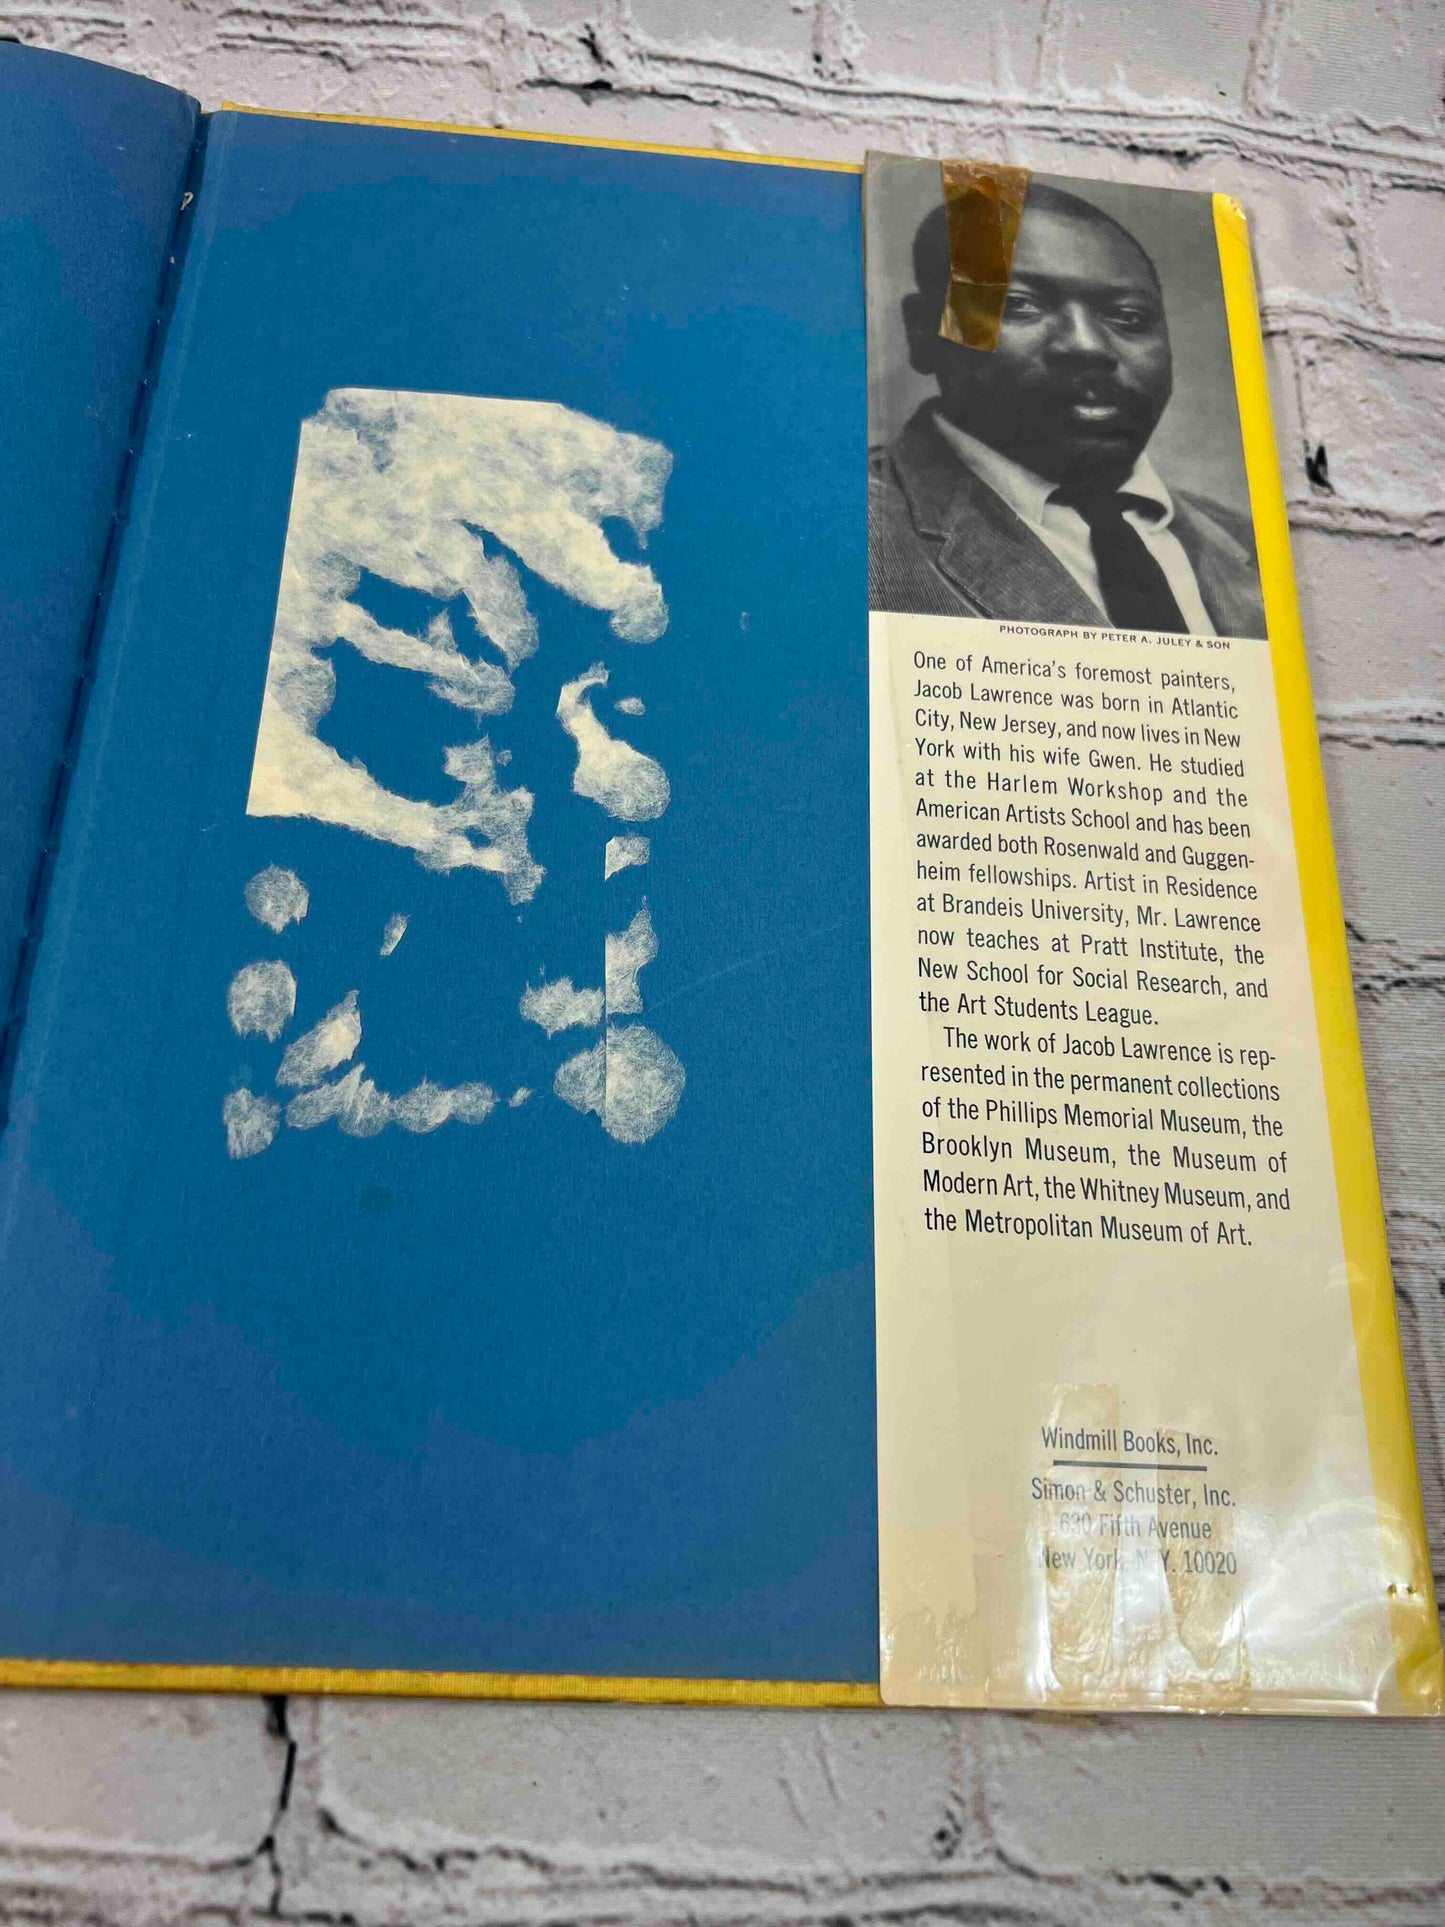 PHOTOGRAPH BY PETER A. JULEY & SON
One of America's foremost painters,
Jacob Lawrence was born in Atlantic
City, New Jersey, and now lives in New
York with his wife Gwen. He studied
at the Harlem Workshop and the
American Artists School and has been
awarded both Rosenwald and Guggen-
heim fellowships. Artist in Residence
at Brandeis University, Mr. Lawrence
now teaches at Pratt Institute, the
New School for Social Research, and
the Art Students League.
The work of Jacob Lawrence is rep-
resented in the permanent collections
of the Phillips Memorial Museum, the
Brooklyn Museum, the Museum of
Modern Art, the Whitney Museum, and
the Metropolitan Museum of Art.
Windmill Books, Inc.
Simon & Schuster, Inc.
630 Fifth Avenue
New York, N.Y. 10020